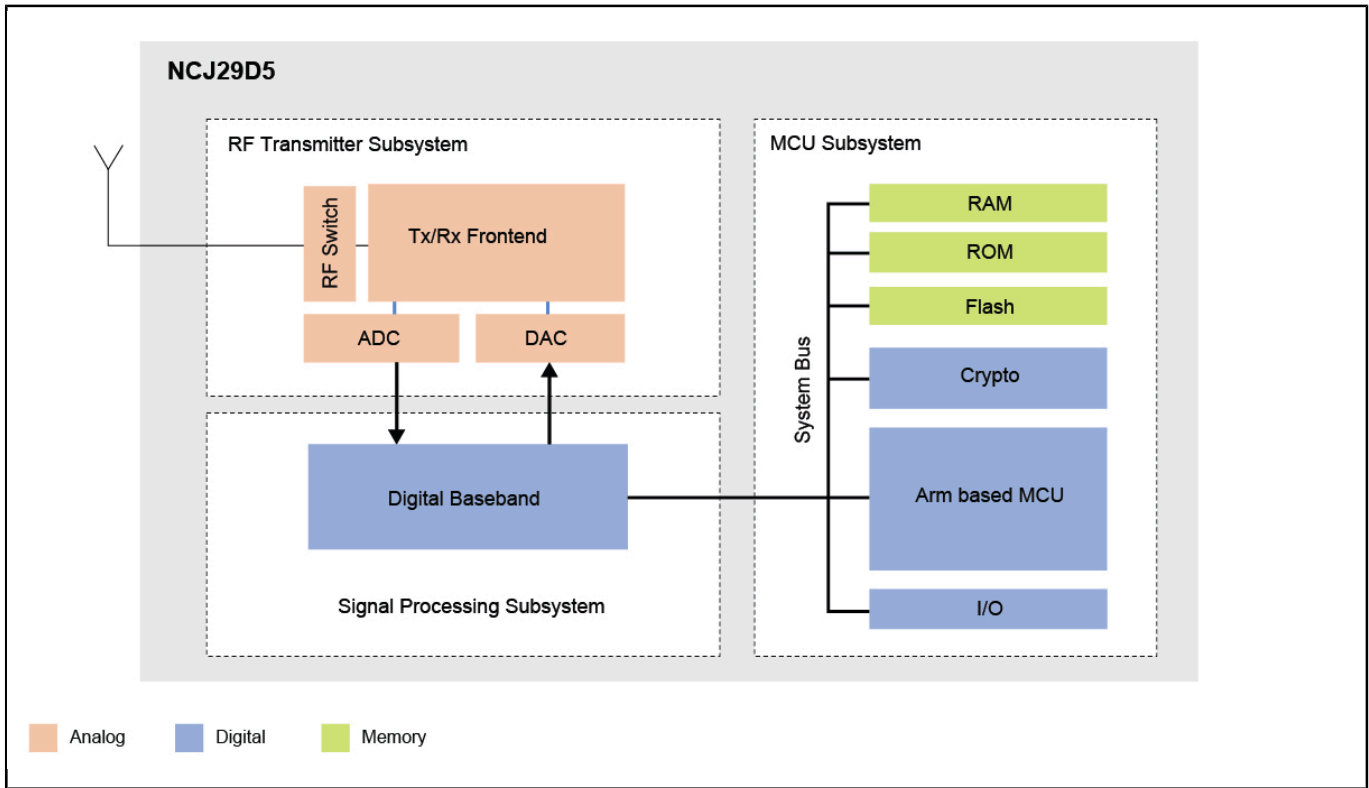 NCJ29D5
RF Transmitter Subsystem
RF Switch
Tx/Rx Frontend
ADC
DAC
Digital Baseband
Signal Processing Subsystem
MCU Subsystem
System Bus
RAM
ROM
Flash
Crypto
Arm based MCU
I/O
Analog
Digital
Memory